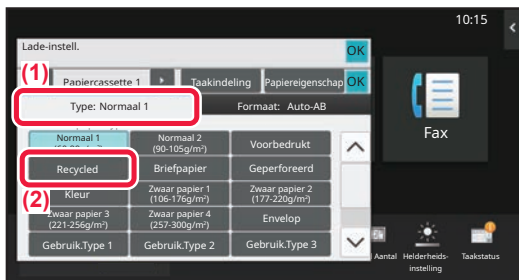 10:15
Lade-instell.
OK
(1)
Papiercassette 1
Taakindeling
Papiereigenschap
OK
Type: Normaal 1
Formaat: Auto-AB
Normaal 1
Normaal 2
(90-105g/m²)
Voorbedrukt
Recycled
Briefpapier
Geperforeerd
(2)
Kleur
Zwaar papier 1
(106-176g/m²)
Zwaar papier 2
(177-220g/m²)
Zwaar papier 3
(221-256g/m²)
Zwaar papier 4
(257-300g/m²)
Envelop
Gebruik.Type 1
Gebruik.Type 2
Gebruik.Type 3
Fax
Aantal
Helderheids-
instelling
Taakstatus